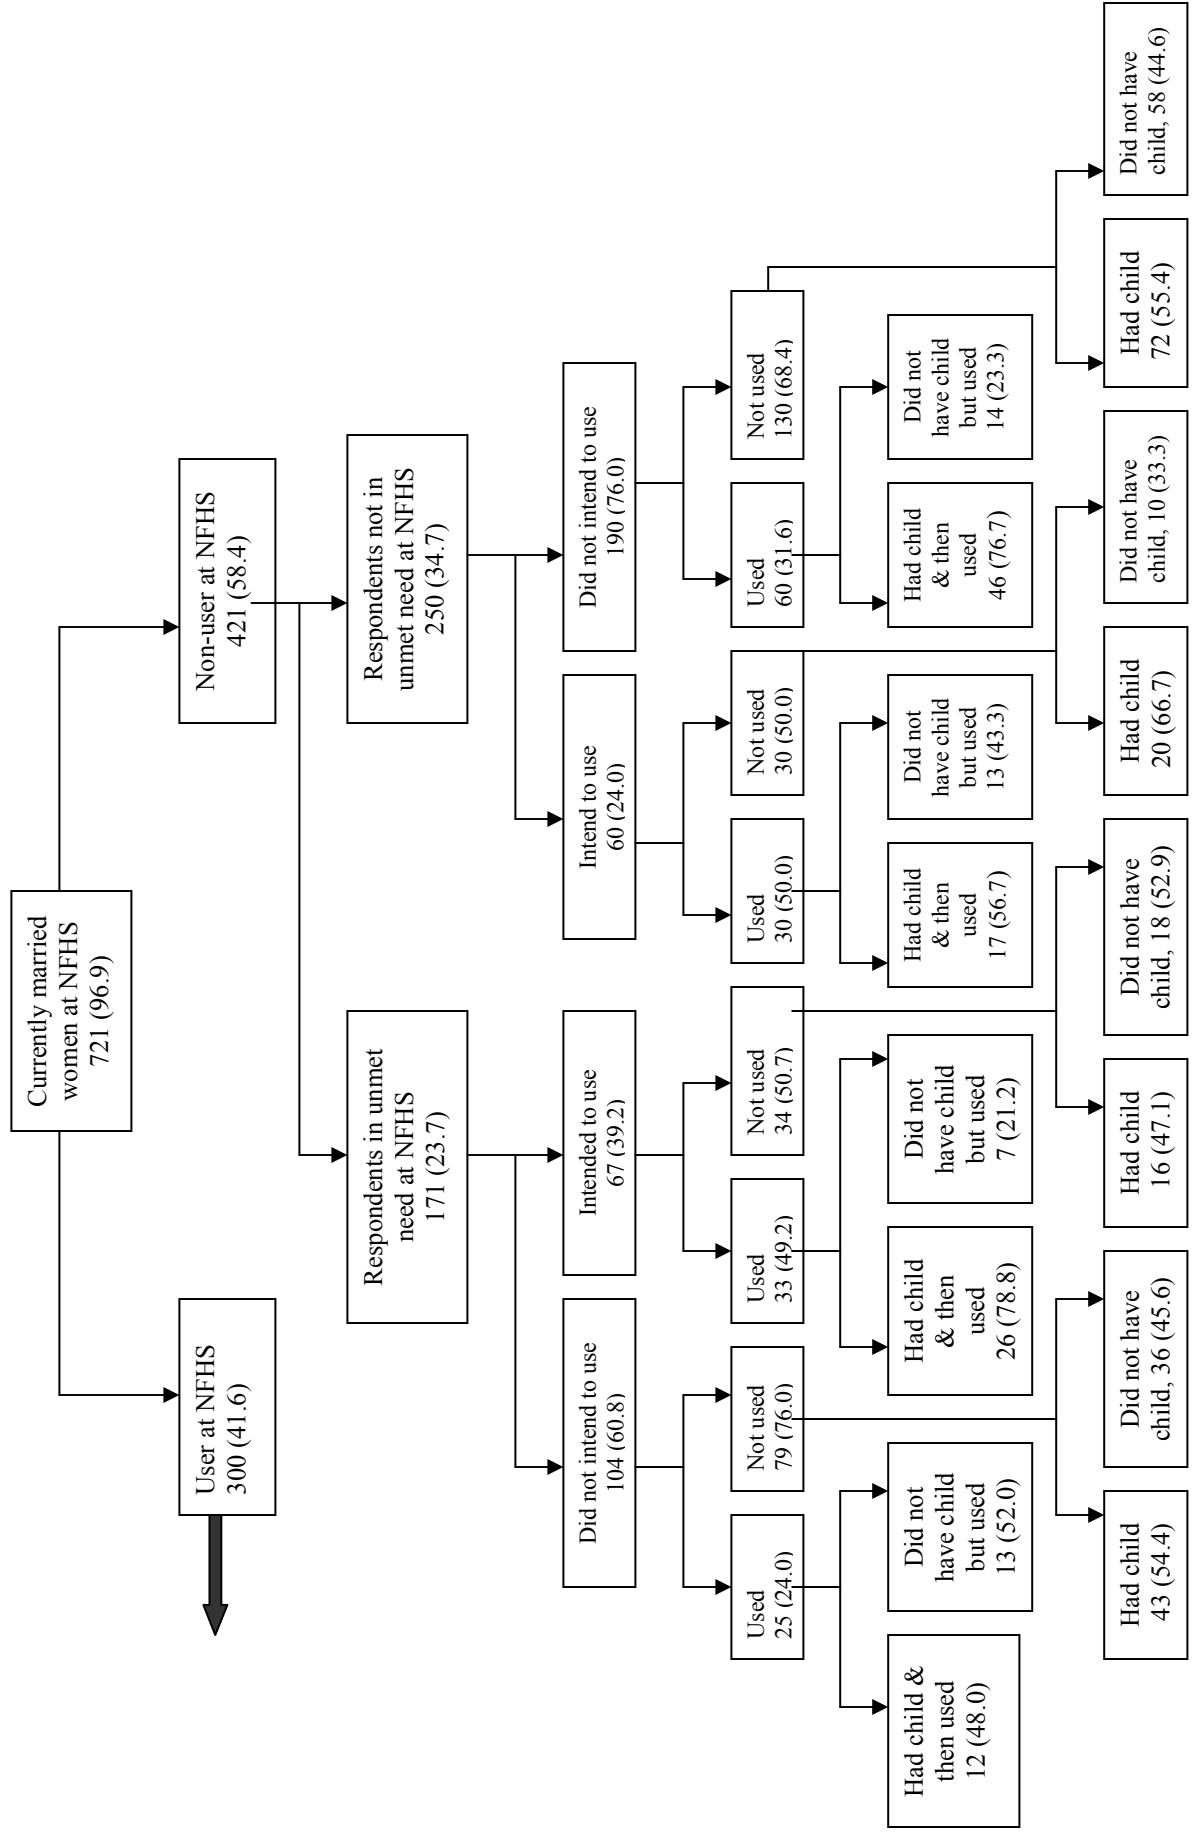 Currently married
women at NFHS
721 (96.9)
User at NFHS
300 (41.6)
Non-user at NFHS
421 (58.4)
Respondents in unmet
need at NFHS
171 (23.7)
Respondents not in
unmet need at NFHS
250 (34.7)
Did not intend to use
104 (60.8)
Intended to use
67 (39.2)
Intend to use
60 (24.0)
Did not intend to use
190 (76.0)
Used
25 (24.0)
Not used
79 (76.0)
Used
33 (49.2)
Not used
34 (50.7)
Used
30 (50.0)
Not used
30 (50.0)
Used
60 (31.6)
Not used
130 (68.4)
Had child &
then used
12 (48.0)
Did not
have child
but used
13 (52.0)
Had child
& then
used
26 (78.8)
Did not
have child
but used
7 (21.2)
Had child
& then
used
17 (56.7)
Did not
have child
but used
13 (43.3)
Had child
& then
used
46 (76.7)
Did not
have child
but used
14 (23.3)
Had child
43 (54.4)
Did not have
child, 36 (45.6)
Had child
16 (47.1)
Did not have
child, 18 (52.9)
Had child
20 (66.7)
Did not have
child, 10 (33.3)
Had child
72 (55.4)
Did not have
child, 58 (44.6)